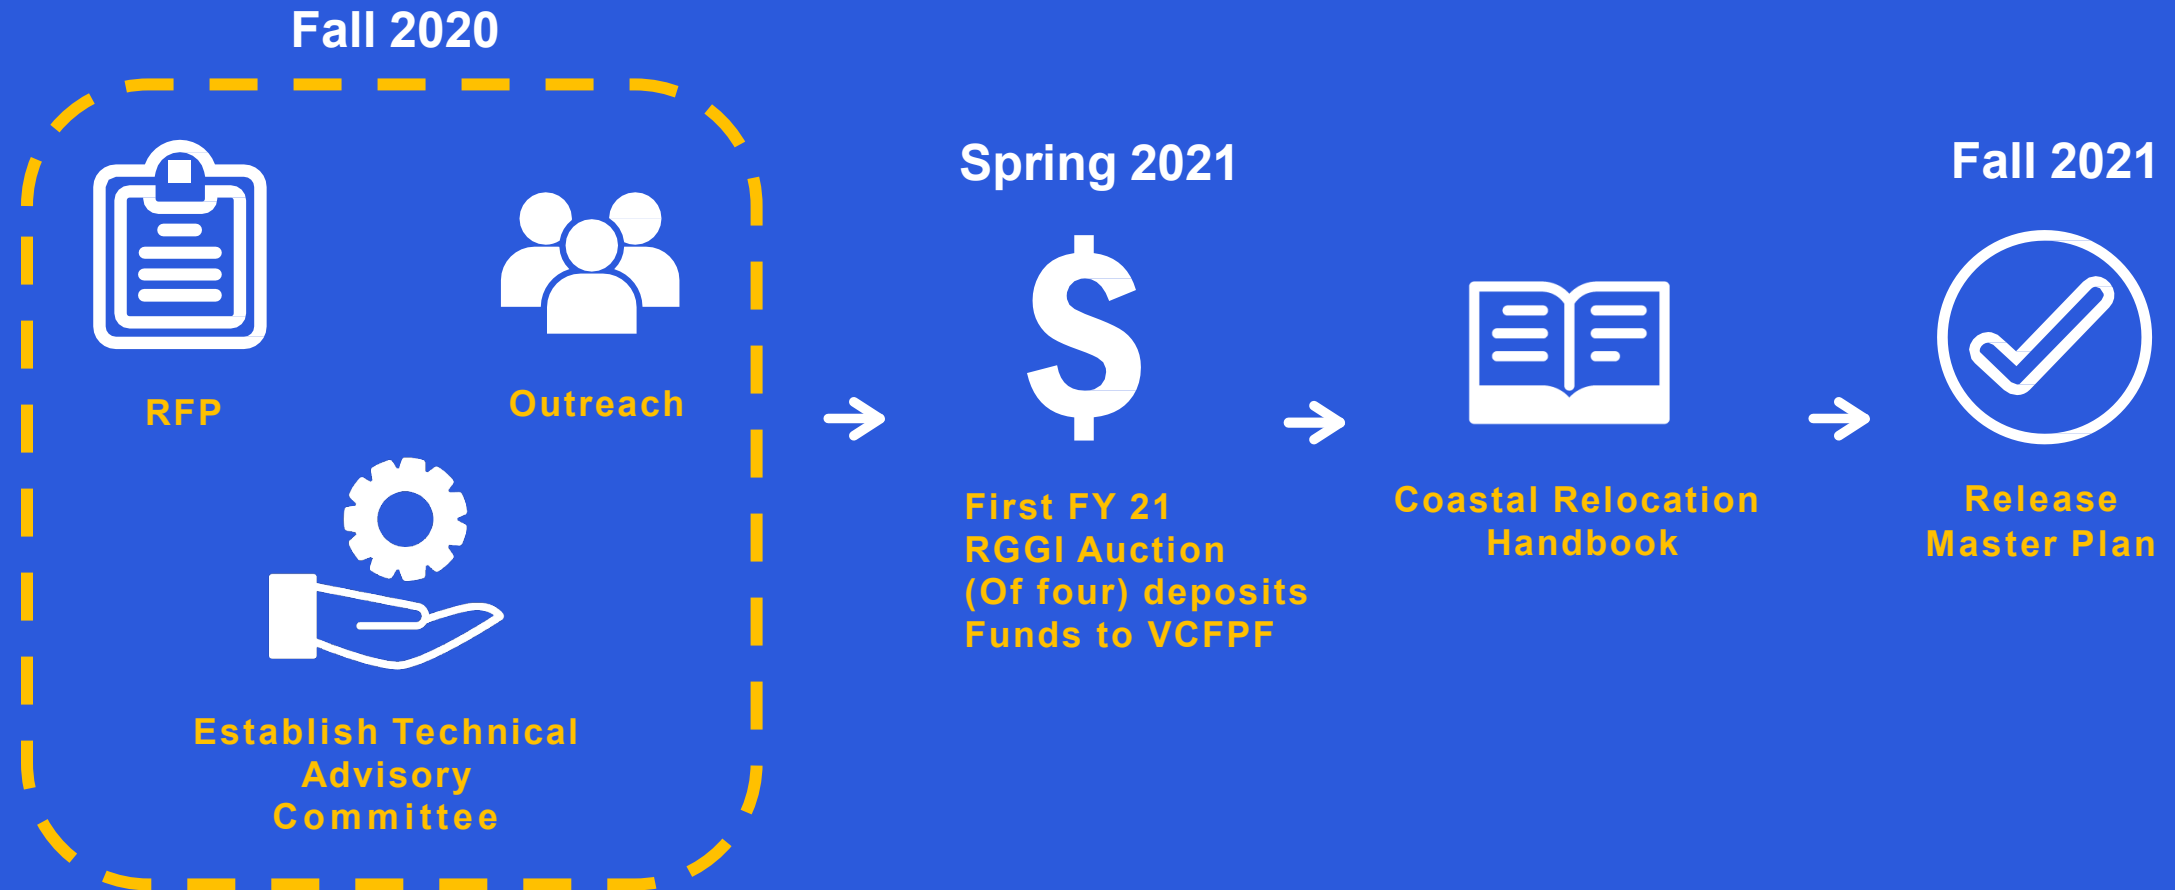 Fall 2020
RFP
Outreach
Establish Technical
Advisory
Committee
Spring 2021
First FY 21
RGGI Auction
(Of four) deposits
Funds to VCFPF
Coastal Relocation
Handbook
Fall 2021
Release
Master Plan